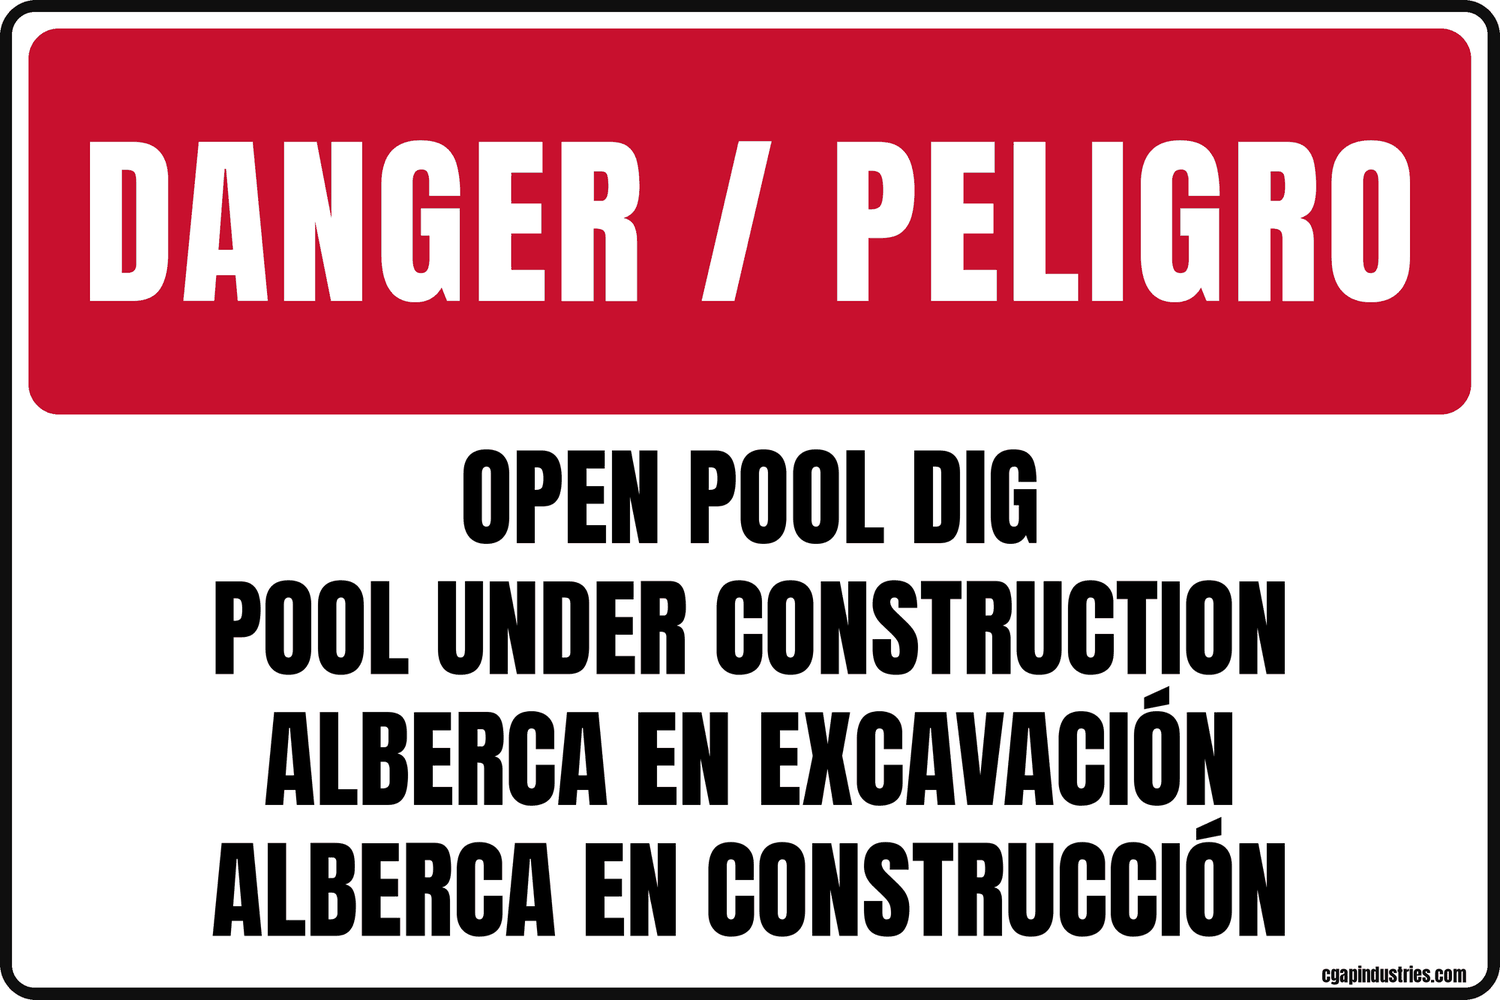 DANGER / PELIGRO
OPEN POOL DIG
POOL UNDER CONSTRUCTION
ALBERCA EN EXCAVACIÓN
ALBERCA EN CONSTRUCCIÓN
cgapindustries.com